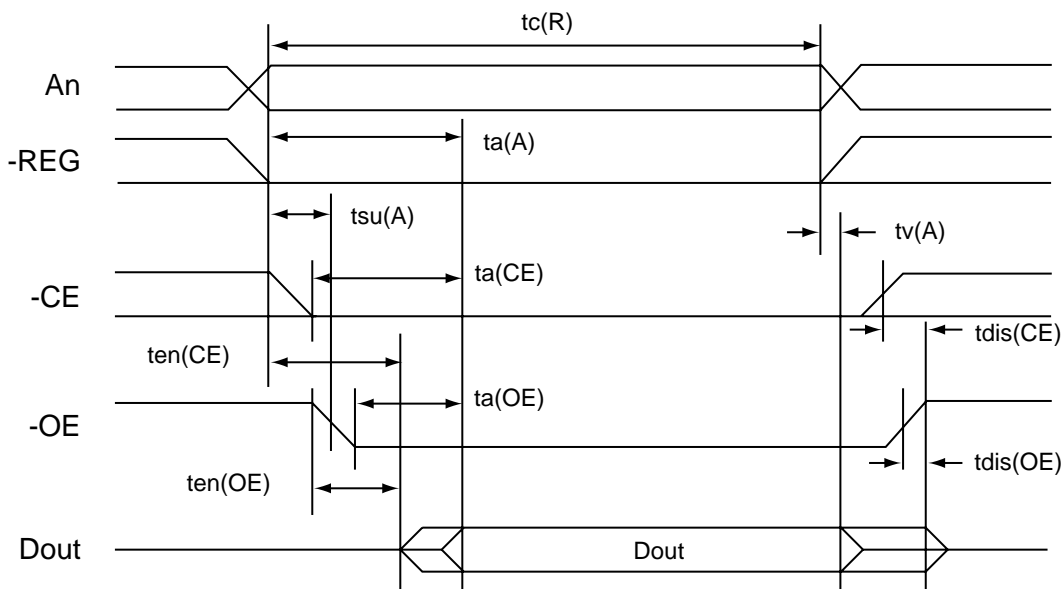 tc(R)
An
ta(A)
-REG
tsu(A)
tv(A)
ta(CE)
-CE
ten(CE)
tdis(CE)
ta(OE)
-OE
ten(OE)
tdis(OE)
Dout
Dout